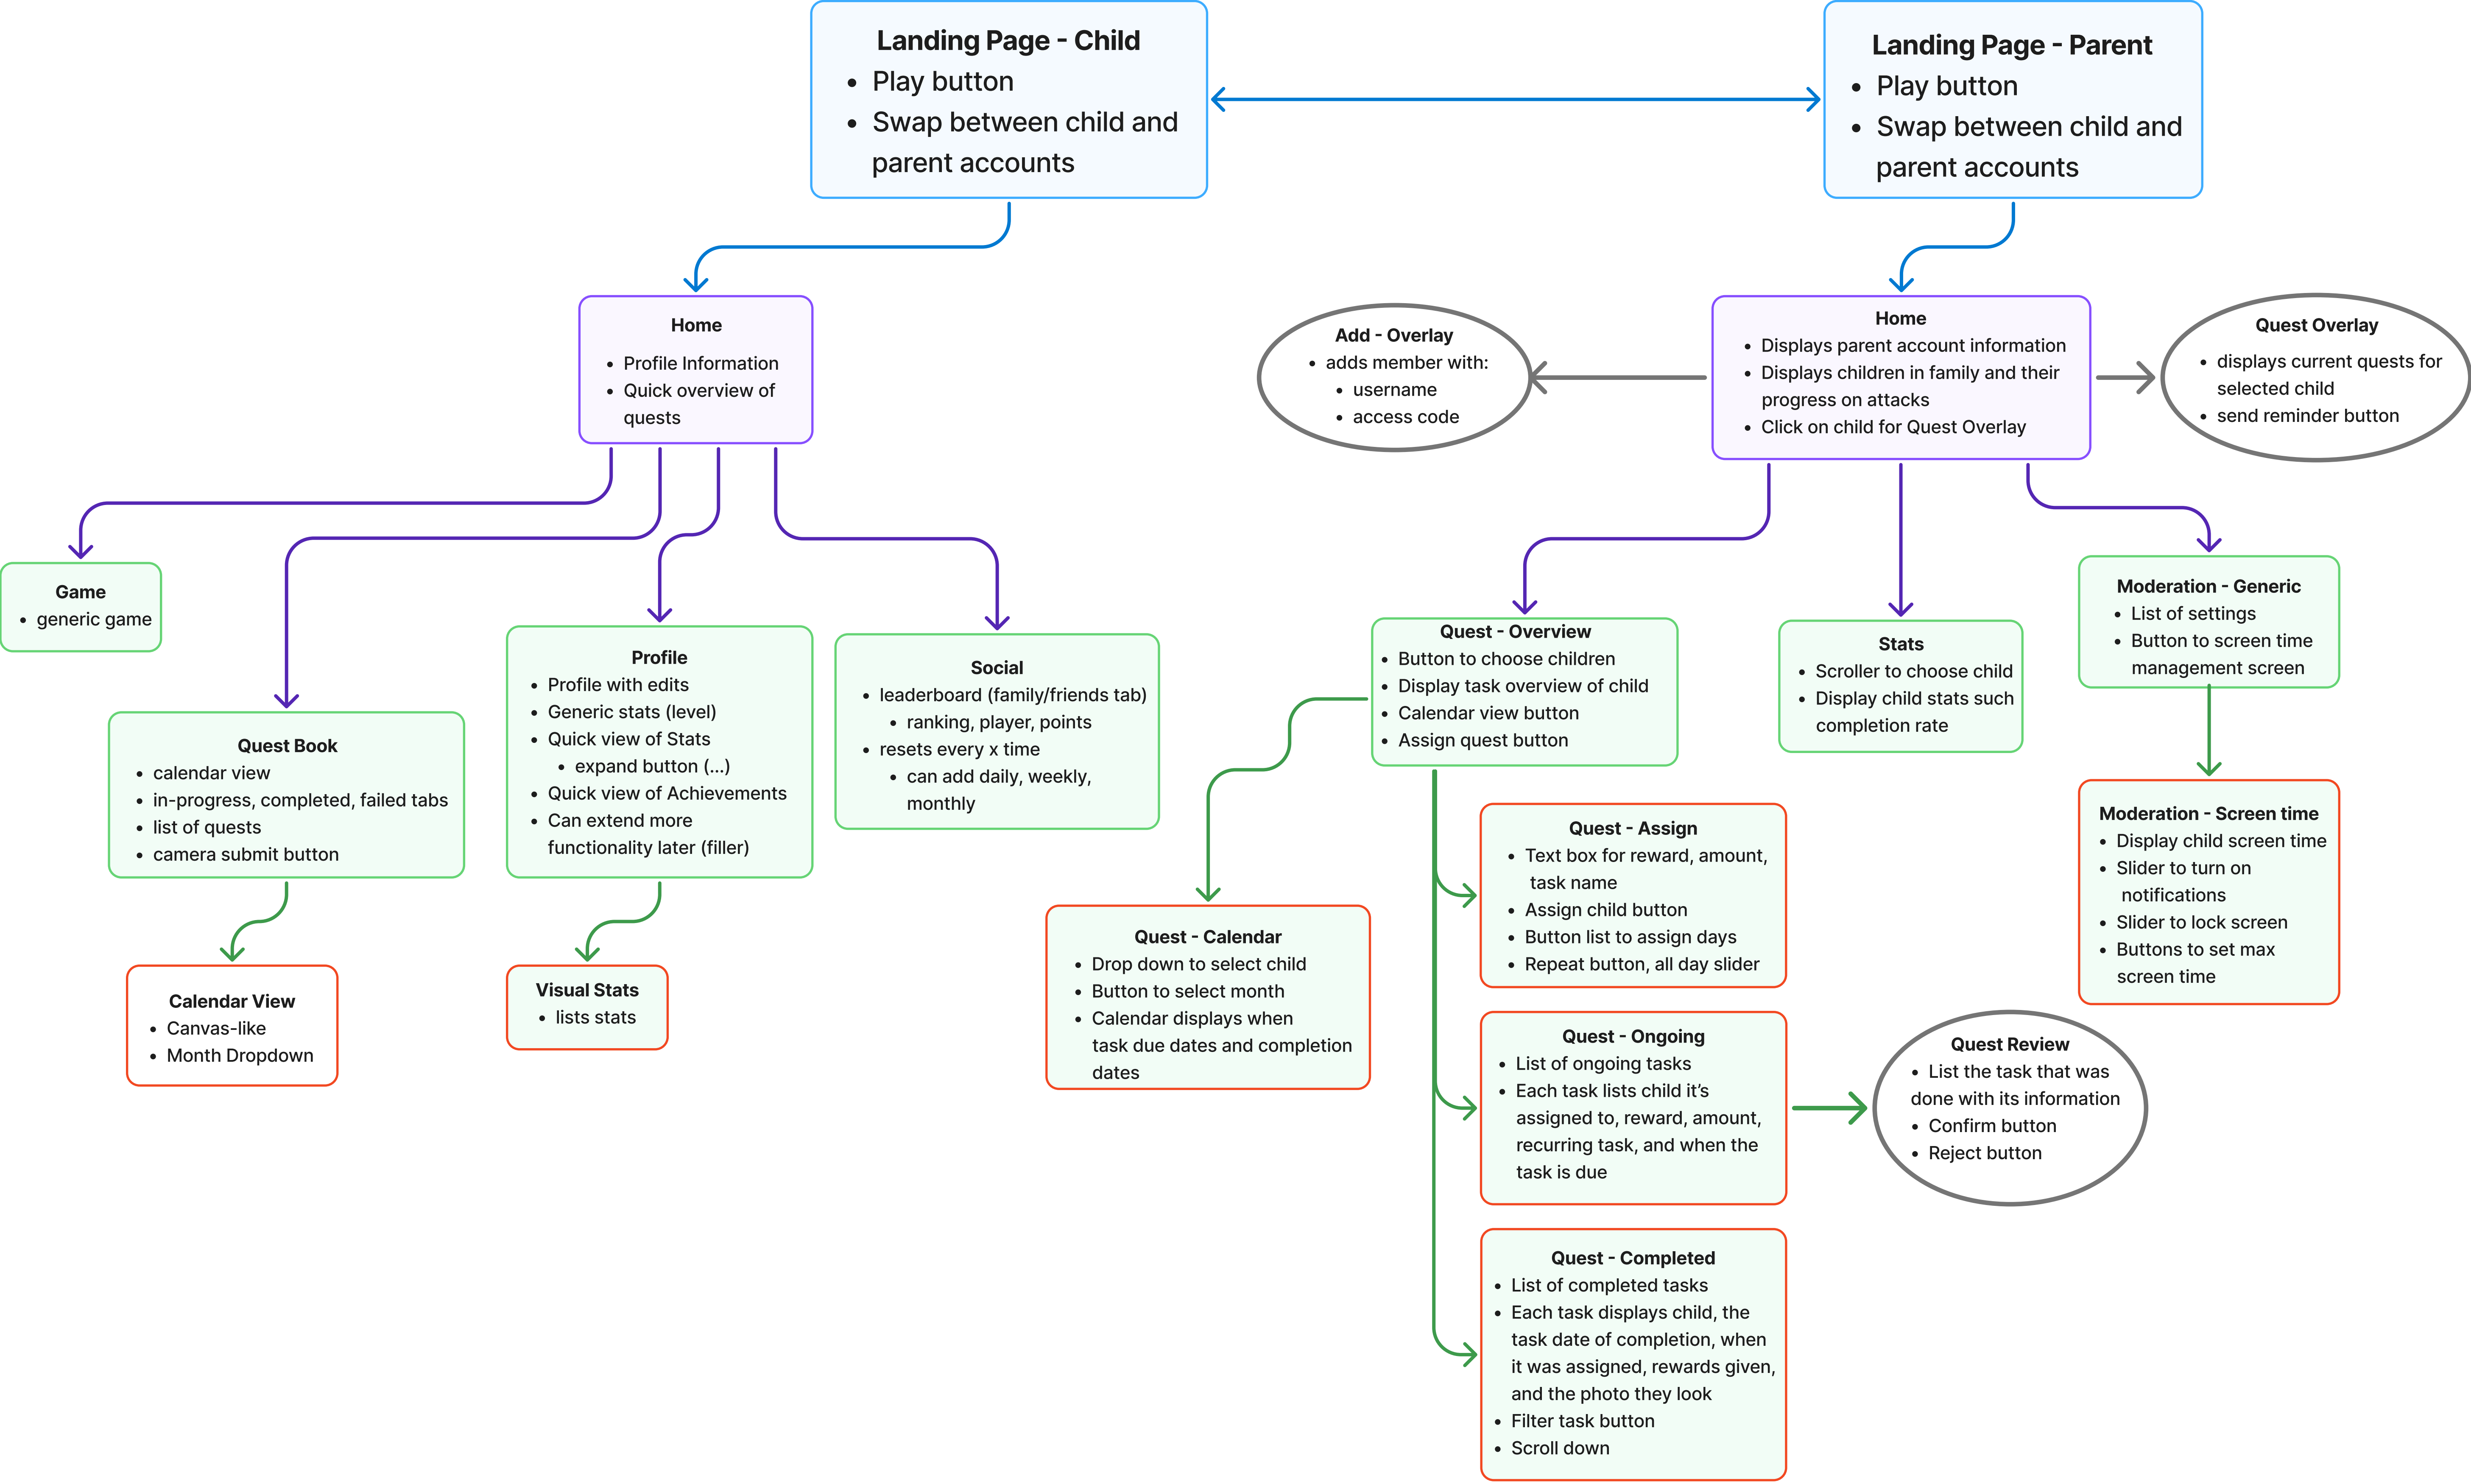 Landing Page - Child
Play button
Swap between child and
parent accounts
Landing Page - Parent
Play button
Swap between child and
parent accounts
Home
Profile Information
Quick overview of
quests
Add - Overlay
adds member with:
username
access code
Home
Displays parent account information
Displays children in family and their
progress on attacks
Click on child for Quest Overlay
Quest Overlay
displays current quests for
selected child
send reminder button
Game
generic game
Quest Book
calendar view
in-progress, completed, failed tabs
list of quests
camera submit button
Profile
Profile with edits
Generic stats (level)
Quick view of Stats
expand button (...)
Quick view of Achievements
Can extend more
functionality later (filler)
Social
leaderboard (family/friends tab)
ranking, player, points
resets every x time
can add daily, weekly,
monthly
Quest - Overview
Button to choose children
Display task overview of child
Calendar view button
Assign quest button
Stats
Scroller to choose child
Display child stats such
completion rate
Moderation - Generic
List of settings
Button to screen time
management screen
Calendar View
Canvas-like
Month Dropdown
Visual Stats
lists stats
Quest - Calendar
Drop down to select child
Button to select month
Calendar displays when
task due dates and completion
dates
Quest - Assign
Text box for reward, amount,
task name
Assign child button
Button list to assign days
Repeat button, all day slider
Moderation - Screen time
Display child screen time
Slider to turn on
notifications
Slider to lock screen
Buttons to set max
screen time
Quest - Ongoing
List of ongoing tasks
Each task lists child it's
assigned to, reward, amount,
recurring task, and when the
task is due
Quest Review
List the task that was
done with its information
Confirm button
Reject button
Quest - Completed
List of completed tasks
Each task displays child, the
task date of completion, when
it was assigned, rewards given,
and the photo they look
Filter task button
Scroll down